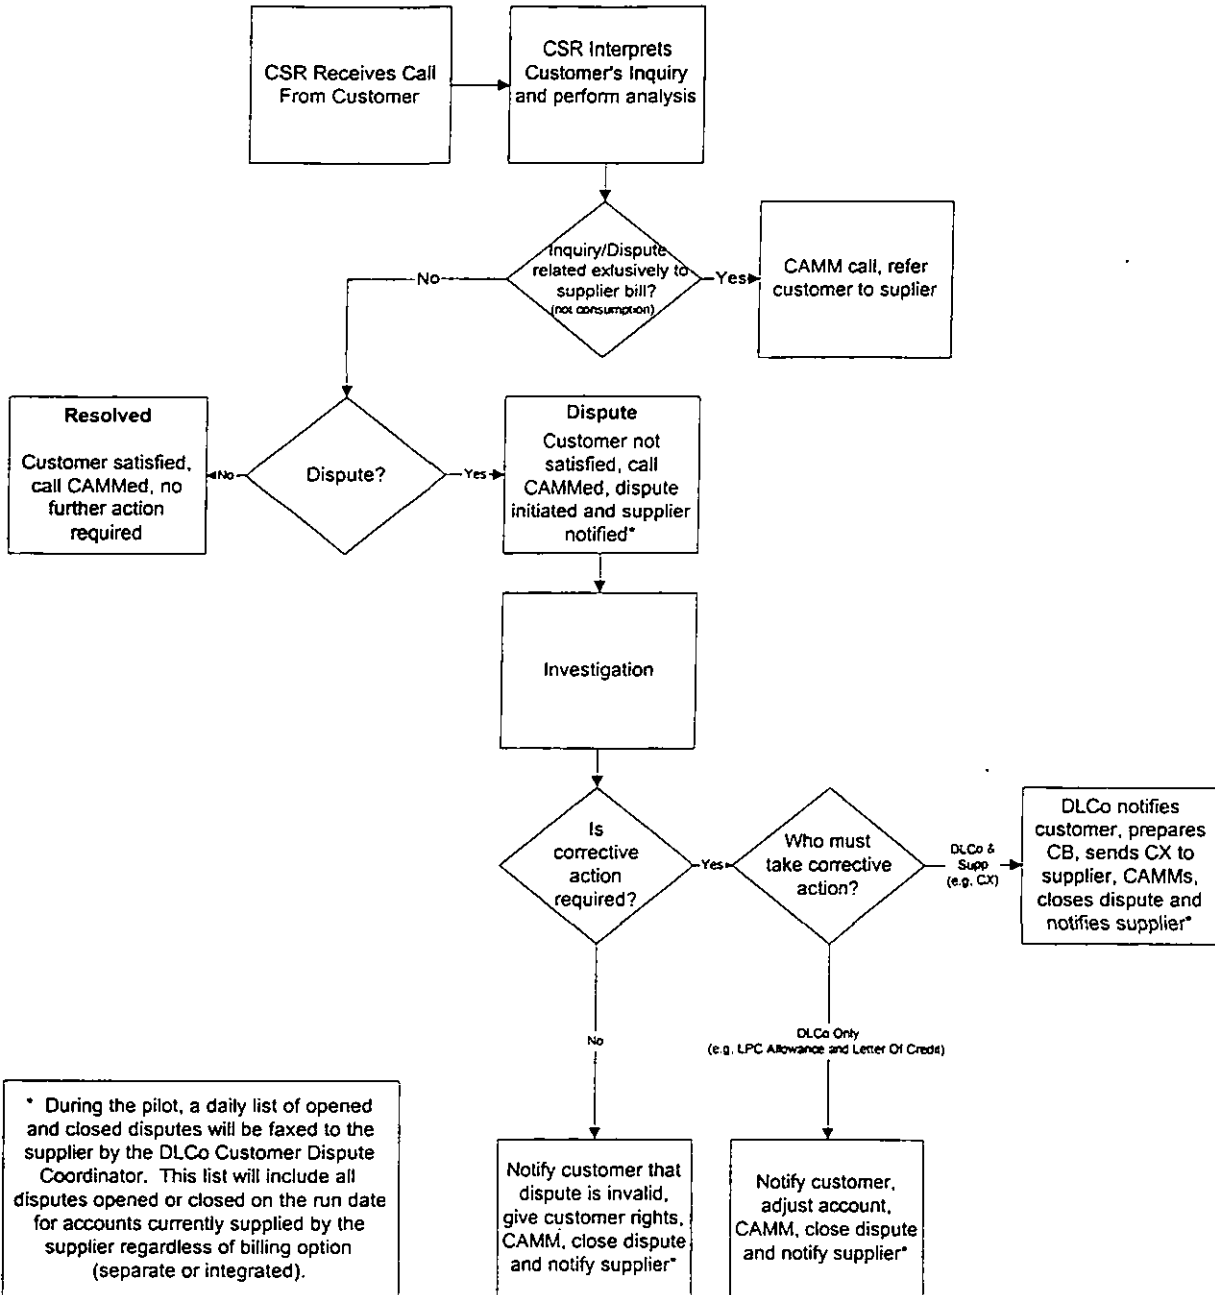 CSR Receives Call
From Customer
CSR Interprets
Customer's Inquiry
and perform analysis
Inquiry/Dispute
related exlusively to
supplier bill?
(not consumption)
No
Yes
CAMM call, refer
customer to suplier
Resolved
Customer satisfied,
call CAMMed, no
further action
required
No
Dispute?
Yes
Dispute
Customer not
satisfied, call
CAMMed, dispute
initiated and supplier
notified*
Investigation
Is
corrective
action
required?
Yes
Who must
take corrective
action?
DLCo &
Supp
(e.g, CX)
DLCo notifies
customer, prepares
CB, sends CX to
supplier, CAMMs,
closes dispute and
notifies supplier*
No
DLCo Only
(e.g, LPC Allowance and Letter Of Credit)
* During the pilot, a daily list of opened
and closed disputes will be faxed to the
supplier by the DLCo Customer Dispute
Coordinator. This list will include all
disputes opened or closed on the run date
for accounts currently supplied by the
supplier regardless of billing option
(separate or integrated).
Notify customer that
dispute is invalid,
give customer rights,
CAMM, close dispute
and notify supplier*
Notify customer,
adjust account,
CAMM, close dispute
and notify supplier*